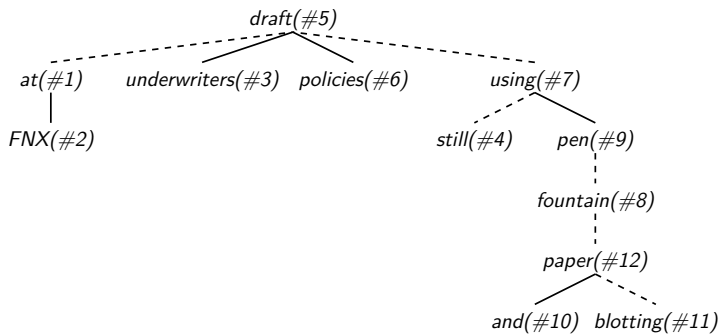 draft(#5)
at(#1) underwriters(#3) policies(#6) using(#7)
FNX(#2) still(#4) pen(#9)
fountain(#8)
paper(#12)
and(#10) blotting(#11)